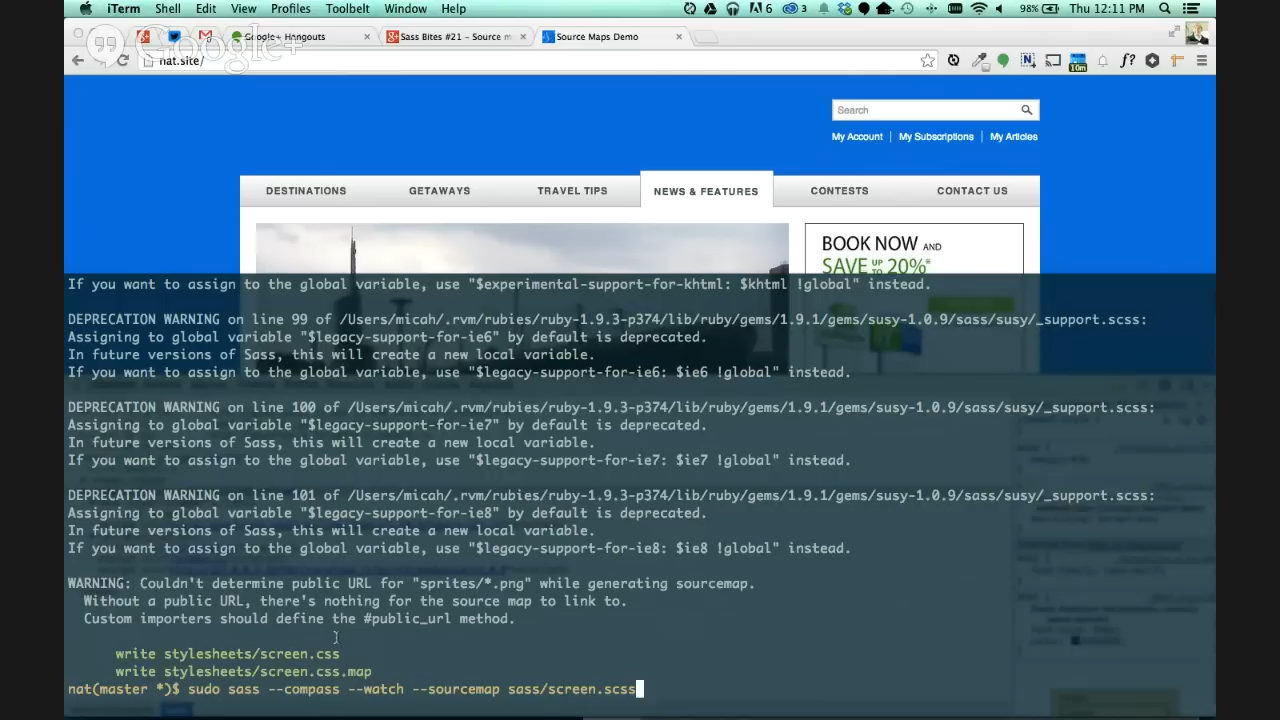 iTerm Shell Edit View Profiles Toolbelt Window Help 6 3 98% Thu 12:11 PM
Google+ Hangouts Sass Bites #21 - Source m Source Maps Demo
Google+
nat.site/ 10m
Search
My Account My Subscriptions My Articles
DESTINATIONS GETAWAYS TRAVEL TIPS NEWS & FEATURES CONTESTS CONTACT US
BOOK NOW AND
SAVE UP TO 20%*
If you want to assign to the global variable, use "$experimental-support-for-khtml: $khtml !global" instead.
DEPRECATION WARNING on line 99 of /Users/micah/.rvm/rubies/ruby-1.9.3-p374/lib/ruby/gems/1.9.1/gems/susy-1.0.9/sass/susy/_support.scss:
Assigning to global variable "$legacy-support-for-ie6" by default is deprecated.
In future versions of Sass, this will create a new local variable.
If you want to assign to the global variable, use "$legacy-support-for-ie6: $ie6 !global" instead.
DEPRECATION WARNING on line 100 of /Users/micah/.rvm/rubies/ruby-1.9.3-p374/lib/ruby/gems/1.9.1/gems/susy-1.0.9/sass/susy/_support.scss:
Assigning to global variable "$legacy-support-for-ie7" by default is deprecated.
In future versions of Sass, this will create a new local variable.
If you want to assign to the global variable, use "$legacy-support-for-ie7: $ie7 !global" instead.
DEPRECATION WARNING on line 101 of /Users/micah/.rvm/rubies/ruby-1.9.3-p374/lib/ruby/gems/1.9.1/gems/susy-1.0.9/sass/susy/_support.scss:
Assigning to global variable "$legacy-support-for-ie8" by default is deprecated.
In future versions of Sass, this will create a new local variable.
If you want to assign to the global variable, use "$legacy-support-for-ie8: $ie8 !global" instead.
WARNING: Couldn't determine public URL for "sprites/*.png" while generating sourcemap.
Without a public URL, there's nothing for the source map to link to.
Custom importers should define the #public_url method.
write stylesheets/screen.css
write stylesheets/screen.css.map
nat(master *)$ sudo sass --compass --watch --sourcemap sass/screen.scss